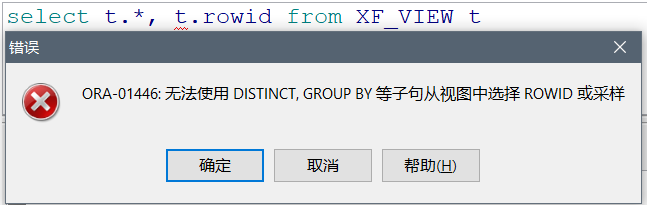 select t.*, t.rowid from XF_VIEW t
错误
ORA-01446: 无法使用 DISTINCT, GROUP BY 等子句从视图中选择 ROWID 或采样
确定 取消 帮助(H)